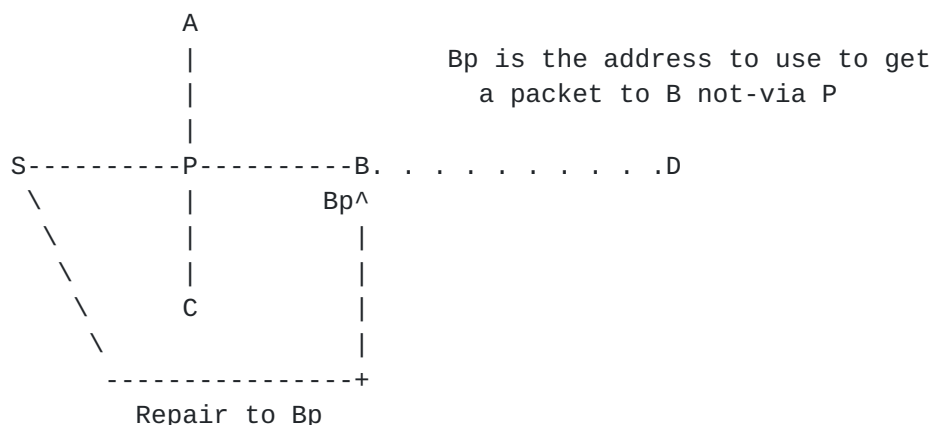 A
Bp is the address to use to get
a packet to B not-via P
S----------P----------B. . . . . . . . . .D
Bp^
C
----------------+
Repair to Bp